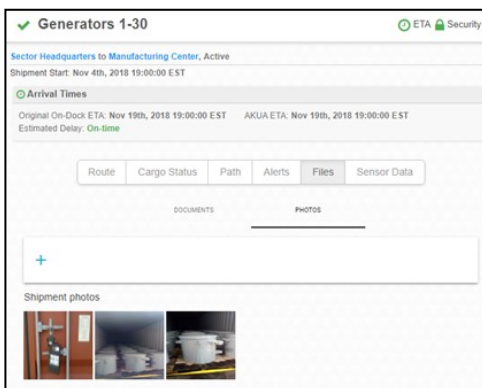 Generators 1-30
ETA Security
Sector Headquarters to Manufacturing Center, Active
Shipment Start: Nov 4th, 2018 19:00:00 EST
Arrival Times
Original On-Dock ETA: Nov 19th, 2018 19:00:00 EST AKUA ETA: Nov 19th, 2018 19:00:00 EST
Estimated Delay: On-time
Route Cargo Status Path Alerts Files Sensor Data
DOCUMENTS PHOTOS
+
Shipment photos